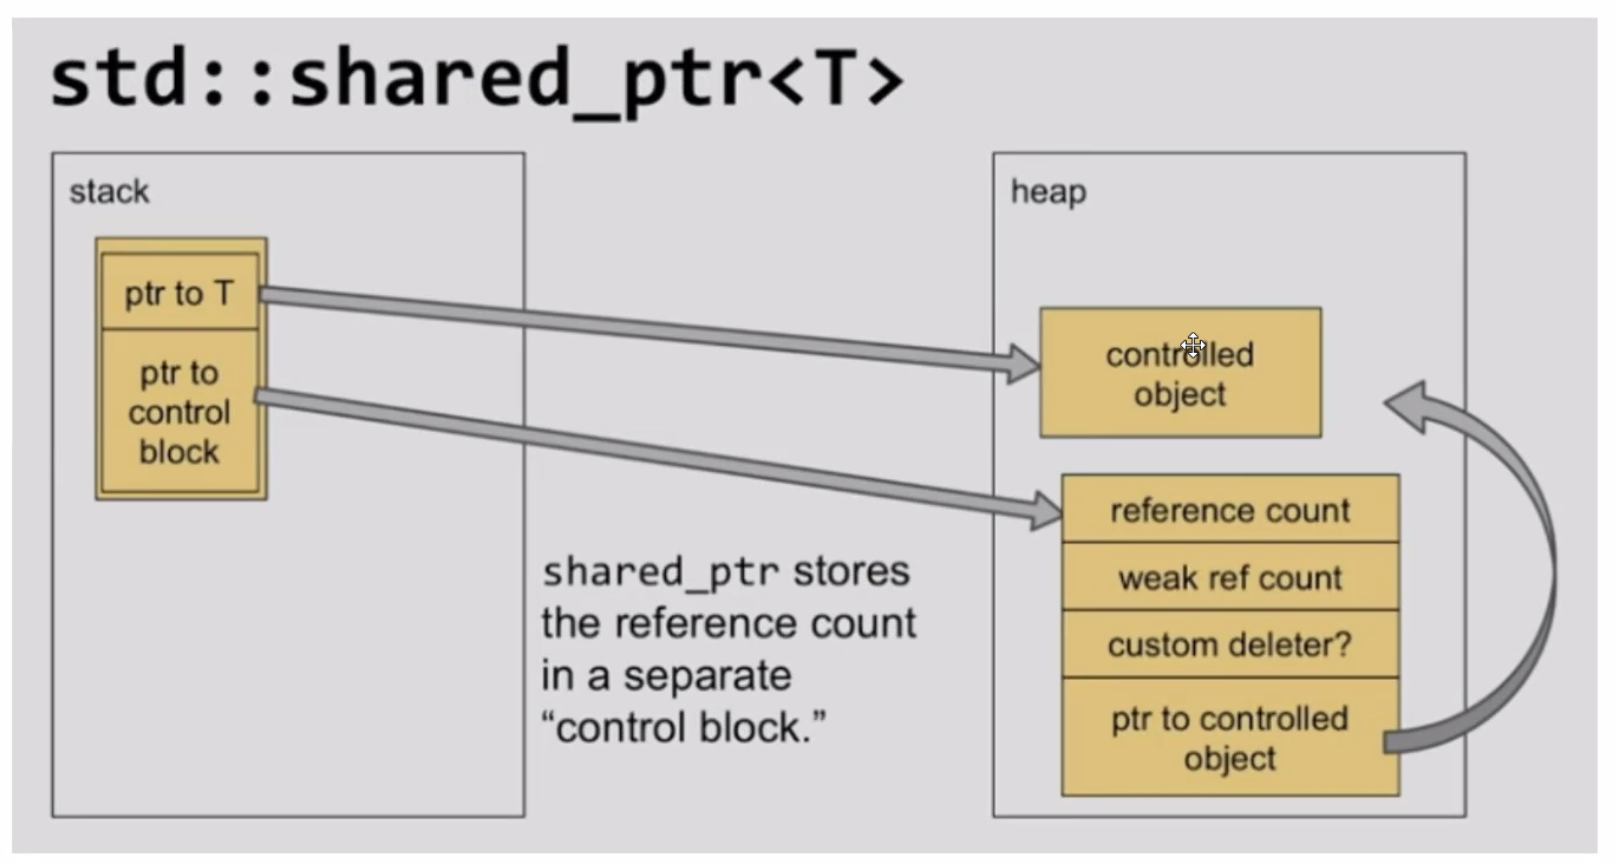 std::shared_ptr<T>
stack
ptr to T
ptr to
control
block
shared_ptr stores
the reference count
in a separate
“control block.”
heap
controlled
object
reference count
weak ref count
custom deleter?
ptr to controlled
object